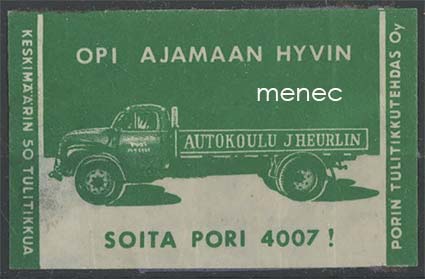 OPI AJAMAAN HYVIN
menec
AUTOKOULU J HEURLIN
SOITA PORI 4007 !
KESKIMÄÄRIN 50 TULITIKKUA
PORIN TULITIKKUTEHDAS Oy